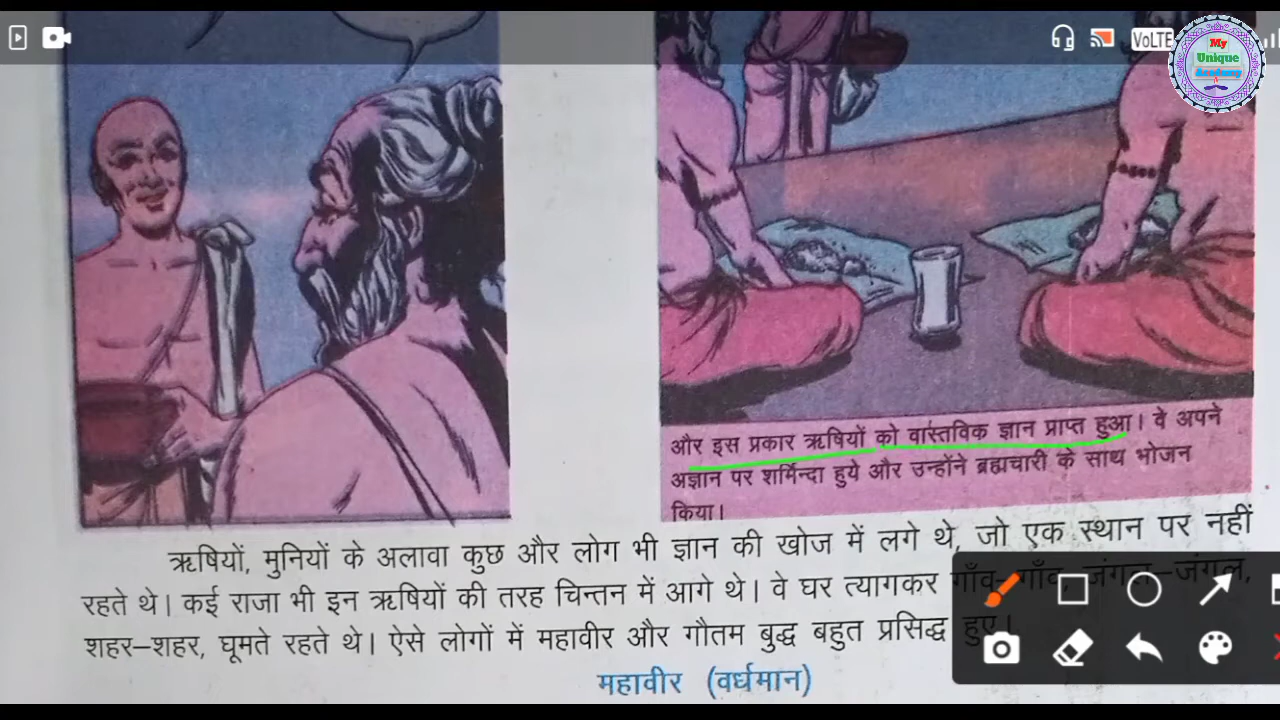 VoLTE
My
Unique
Academy
और इस प्रकार ऋषियों को वास्तविक ज्ञान प्राप्त हुआ। वे अपने
अज्ञान पर शर्मिन्दा हुये और उन्होंने ब्रह्मचारी के साथ भोजन
किया।
ऋषियों, मुनियों के अलावा कुछ और लोग भी ज्ञान की खोज में लगे थे, जो एक स्थान पर नहीं
रहते थे। कई राजा भी इन ऋषियों की तरह चिन्तन में आगे थे। वे घर त्यागकर गाँव-गाँव, जंगल-जंगल,
शहर-शहर, घूमते रहते थे। ऐसे लोगों में महावीर और गौतम बुद्ध बहुत प्रसिद्ध हुए।
महावीर (वर्धमान)